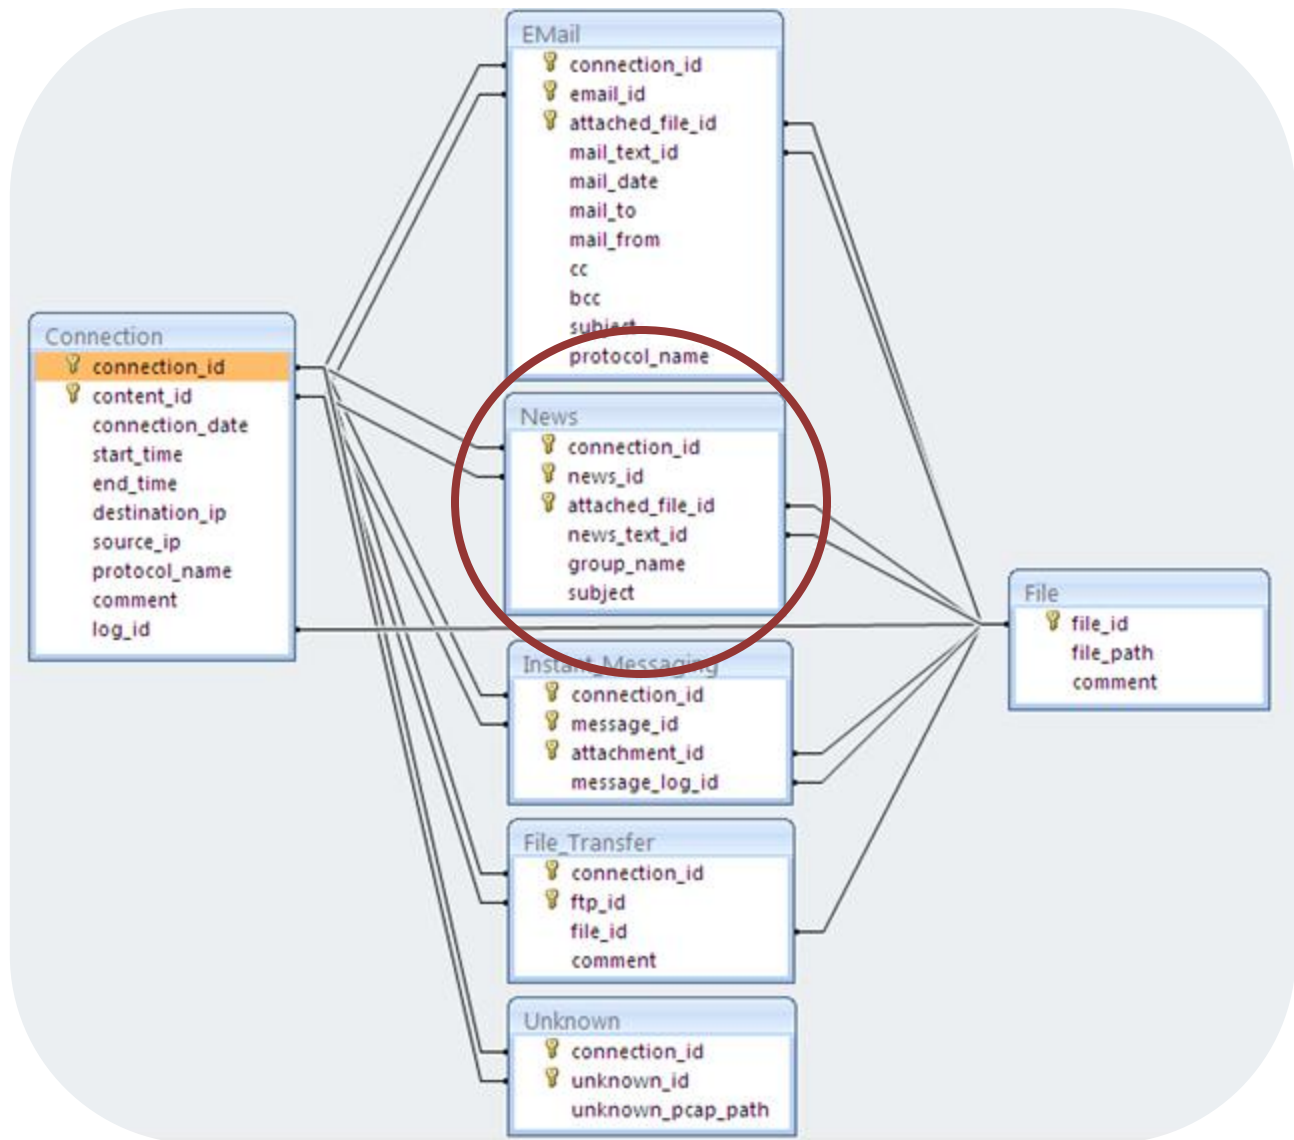 EMail
connection_id
email_id
attached_file_id
mail_text_id
mail_date
mail_to
mail_from
cc
bcc
subject
protocol_name
Connection
connection_id
content_id
connection_date
start_time
end_time
destination_ip
source_ip
protocol_name
comment
log_id
News
connection_id
news_id
attached_file_id
news_text_id
group_name
subject
File
file_id
file_path
comment
Instant_Messaging
connection_id
message_id
attachment_id
message_log_id
File_Transfer
connection_id
ftp_id
file_id
comment
Unknown
connection_id
unknown_id
unknown_pcap_path